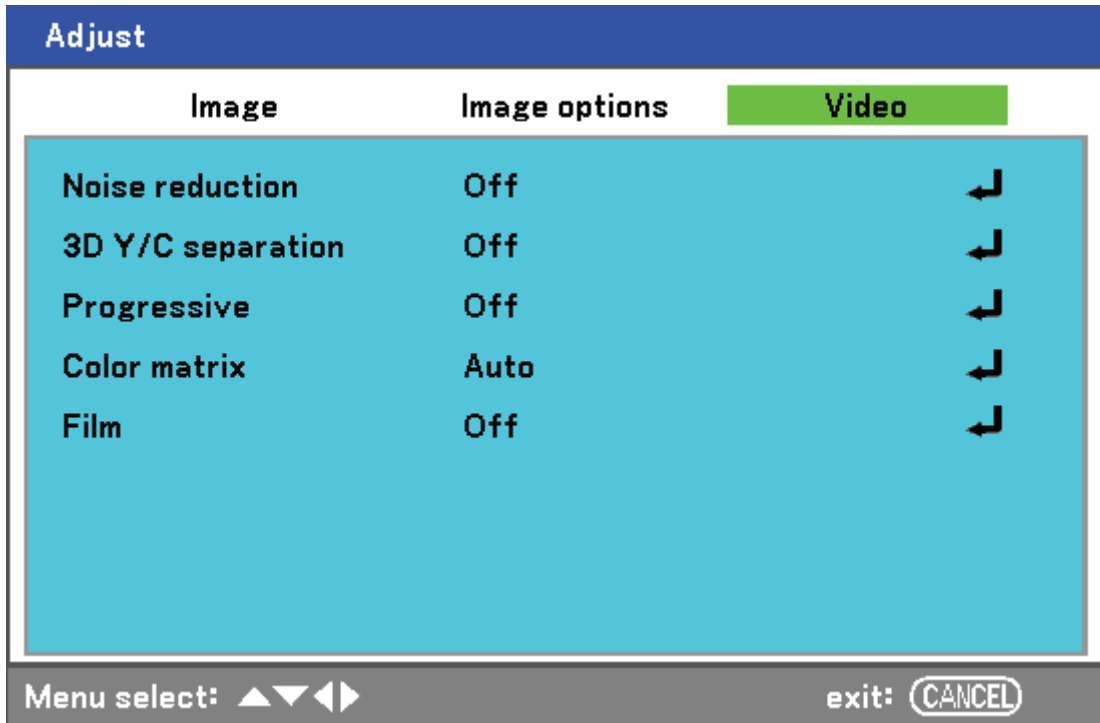 Adjust
Image Image options Video
Noise reduction Off
3D Y/C separation Off
Progressive Off
Color matrix Auto
Film Off
Menu select: ▲▼◀▶ exit: CANCEL